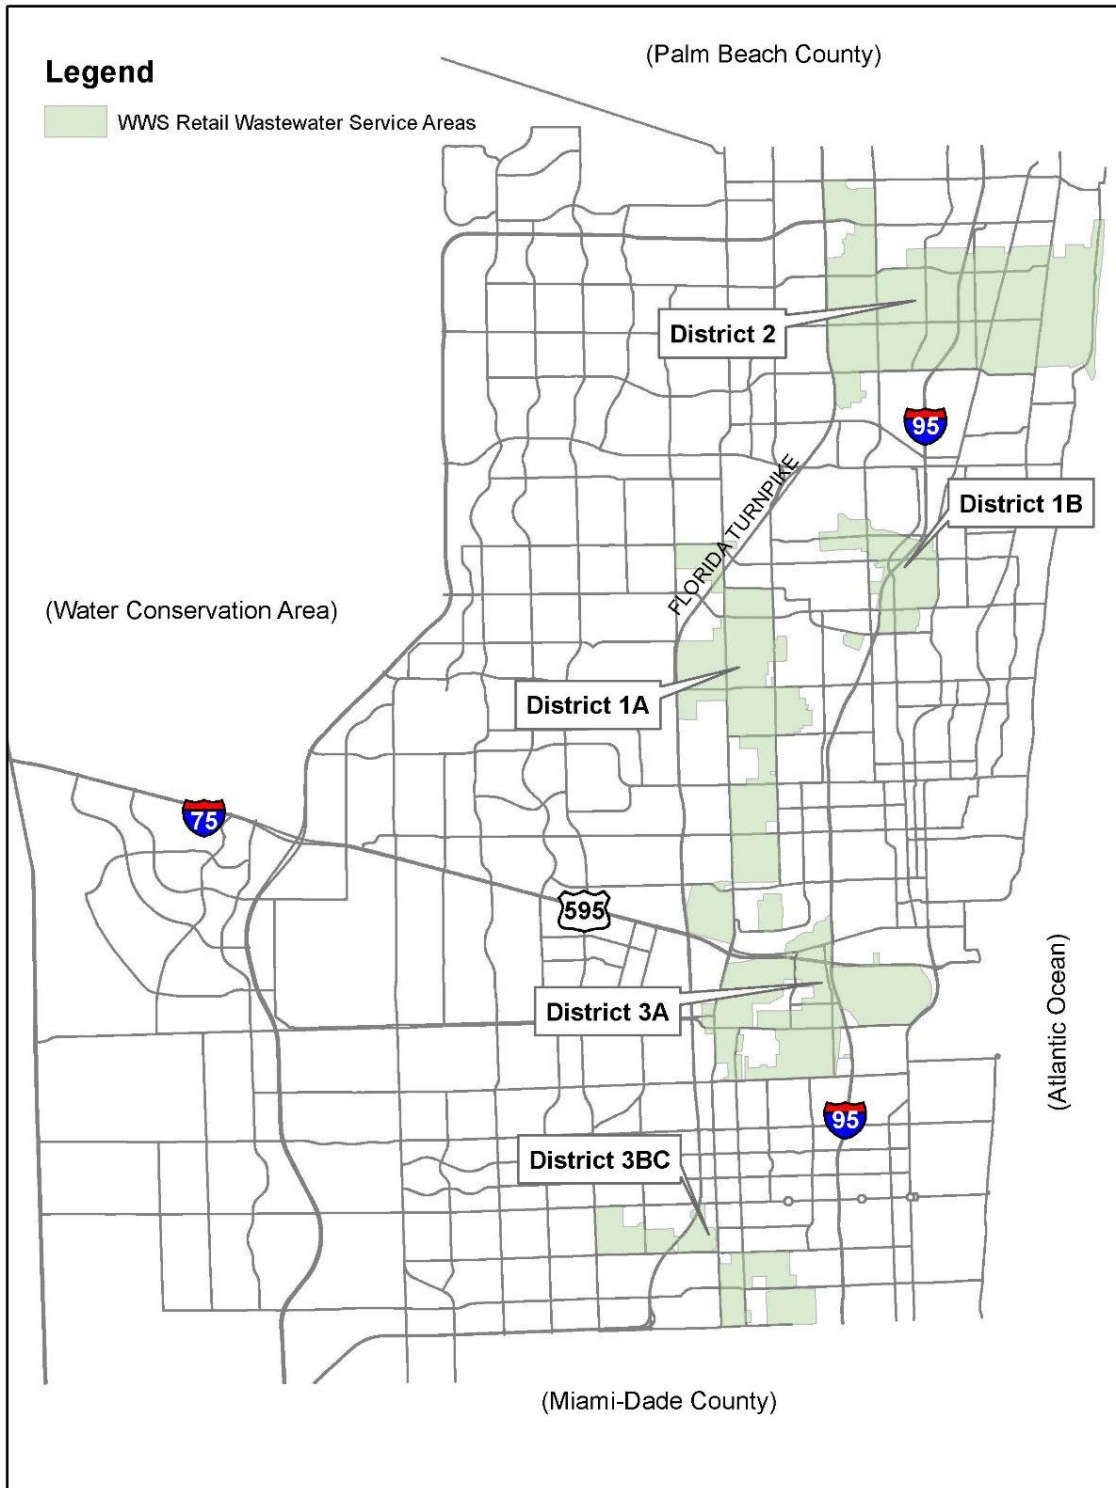 (Palm Beach County)
Legend
WWS Retail Wastewater Service Areas
District 2
95
FLORIDA TURNPIKE
District 1B
(Water Conservation Area)
District 1A
75
595
District 3A
(Atlantic Ocean)
95
District 3BC
(Miami-Dade County)